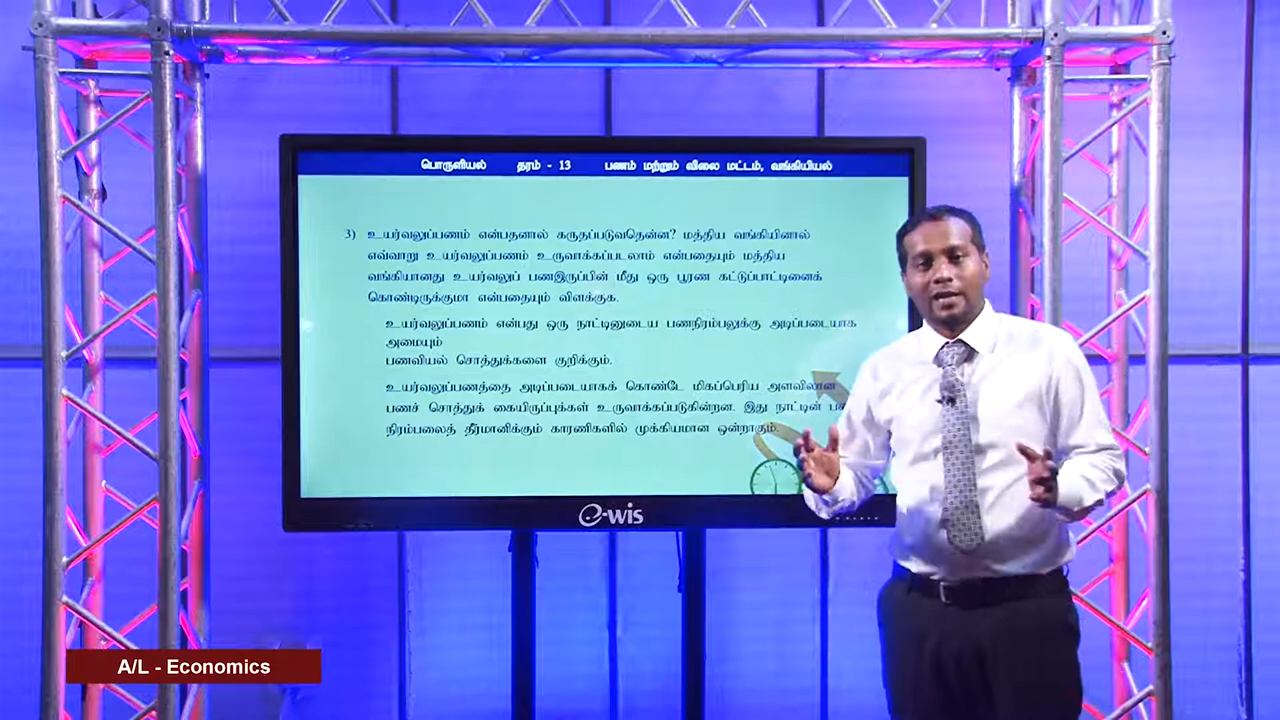 பொருளியல் தரம் - 13 பணம் மற்றும் விலை மட்டம், வங்கியியல்
3) உயர்வலுப்பணம் என்பதனால் கருதப்படுவதென்ன? மத்திய வங்கியினால்
எவ்வாறு உயர்வலுப்பணம் உருவாக்கப்படலாம் என்பதையும் மத்திய
வங்கியானது உயர்வலுப் பணஇருப்பின் மீது ஒரு பூரண கட்டுப்பாட்டினைக்
கொண்டிருக்குமா என்பதையும் விளக்குக.
உயர்வலுப்பணம் என்பது ஒரு நாட்டினுடைய பணநிரம்பலுக்கு அடிப்படையாக
அமையும்
பணவியல் சொத்துக்களை குறிக்கும்.
உயர்வலுப்பணத்தை அடிப்படையாகக் கொண்டே மிகப்பெரிய அளவிலான
பணச் சொத்துக் கையிருப்புக்கள் உருவாக்கப்படுகின்றன. இது நாட்டின்
நிரம்பலைத் தீர்மானிக்கும் காரணிகளில் முக்கியமான ஒன்றாகும்.
e-wis
A/L - Economics